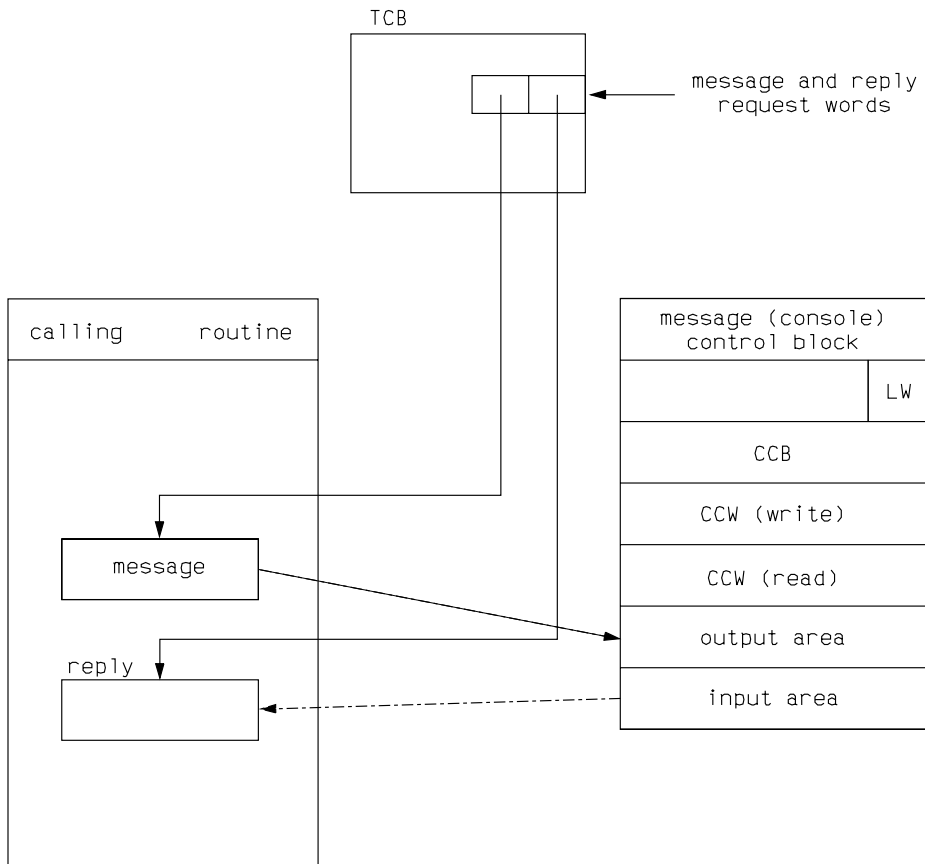 TCB
message and reply
request words
calling routine
message (console)
control block
LW
CCB
CCW (write)
message
CCW (read)
output area
reply
input area